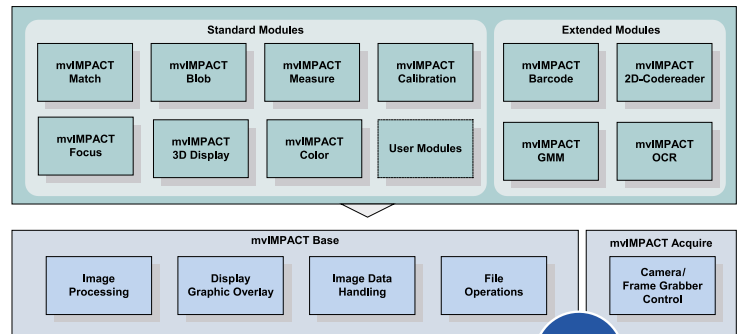 Standard Modules
Extended Modules
mvIMPACT
Match
mvIMPACT
Blob
mvIMPACT
Measure
mvIMPACT
Calibration
mvIMPACT
Barcode
mvIMPACT
2D-Codereader
mvIMPACT
Focus
mvIMPACT
3D Display
mvIMPACT
Color
User Modules
mvIMPACT
GMM
mvIMPACT
OCR
mvIMPACT Base
mvIMPACT Acquire
Image
Processing
Display
Graphic Overlay
Image Data
Handling
File
Operations
Camera/
Frame Grabber
Control